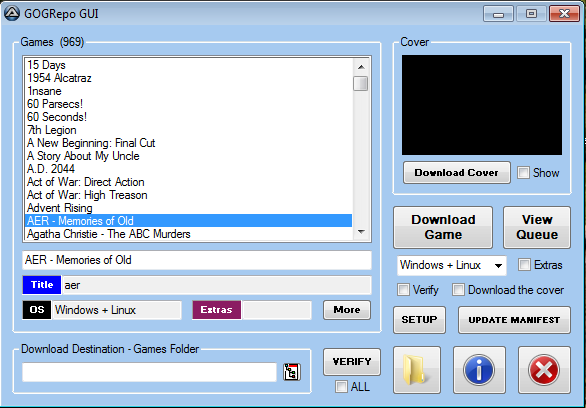 GOGRepo GUI
Games (969)
15 Days
1954 Alcatraz
1nsane
60 Parsecs!
60 Seconds!
7th Legion
A New Beginning: Final Cut
A Story About My Uncle
A.D. 2044
Act of War: Direct Action
Act of War: High Treason
Advent Rising
AER - Memories of Old
Agatha Christie - The ABC Murders
AER - Memories of Old
Title aer
OS Windows + Linux Extras More
Download Destination - Games Folder
VERIFY
ALL
Cover
Download Cover Show
Download Game
View Queue
Windows + Linux Extras
Verify Download the cover
SETUP UPDATE MANIFEST